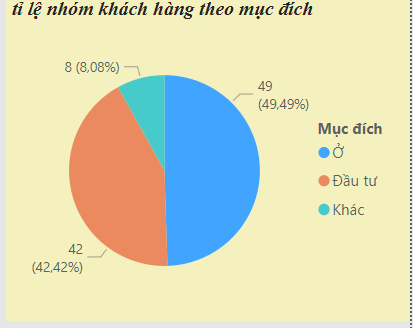 tỉ lệ nhóm khách hàng theo mục đích
8 (8,08%)
49
(49,49%)
Mục đích
Ở
Đầu tư
Khác
42
(42,42%)